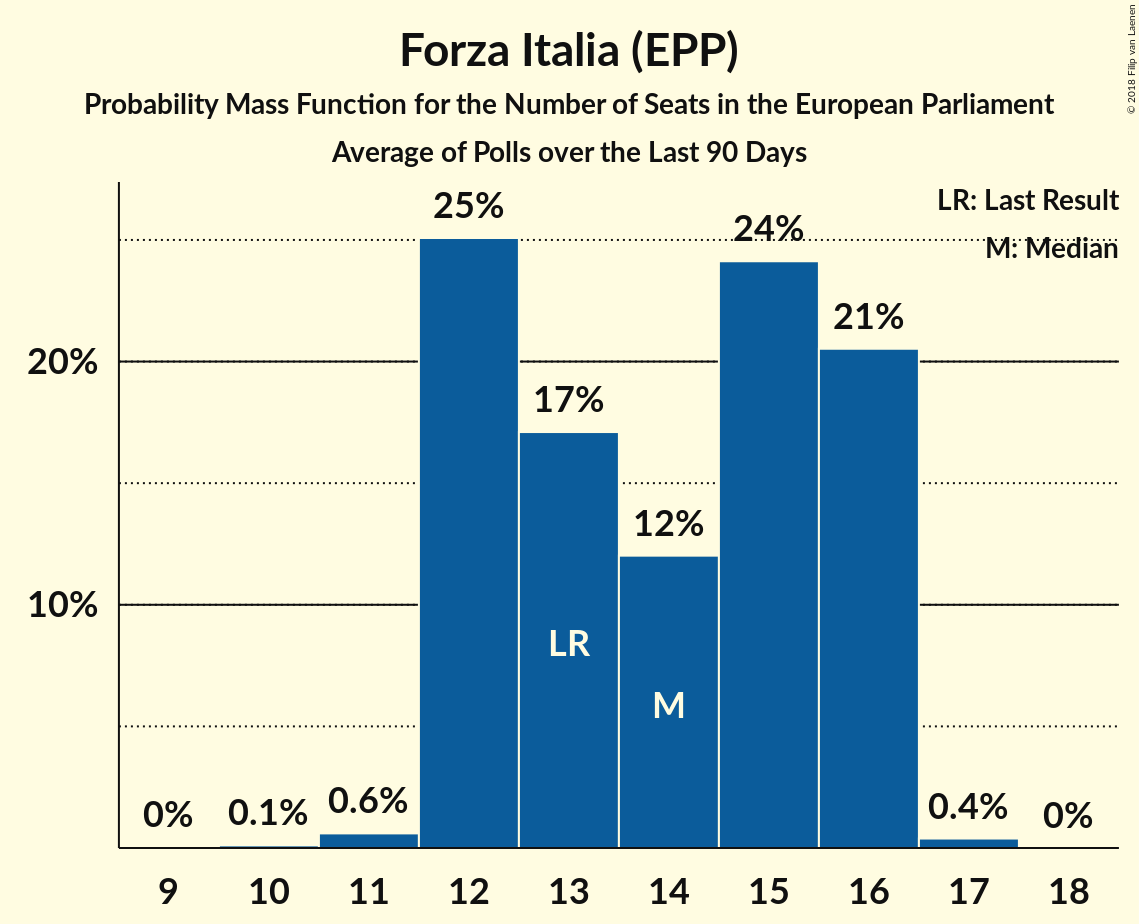 Forza Italia (EPP)
Probability Mass Function for the Number of Seats in the European Parliament
Average of Polls over the Last 90 Days
© 2018 Filip van Laenen
LR: Last Result
M: Median
25%
24%
21%
20%
17%
12%
10%
LR
M
0%
0.1%
0.6%
0.4%
0%
9 10 11 12 13 14 15 16 17 18